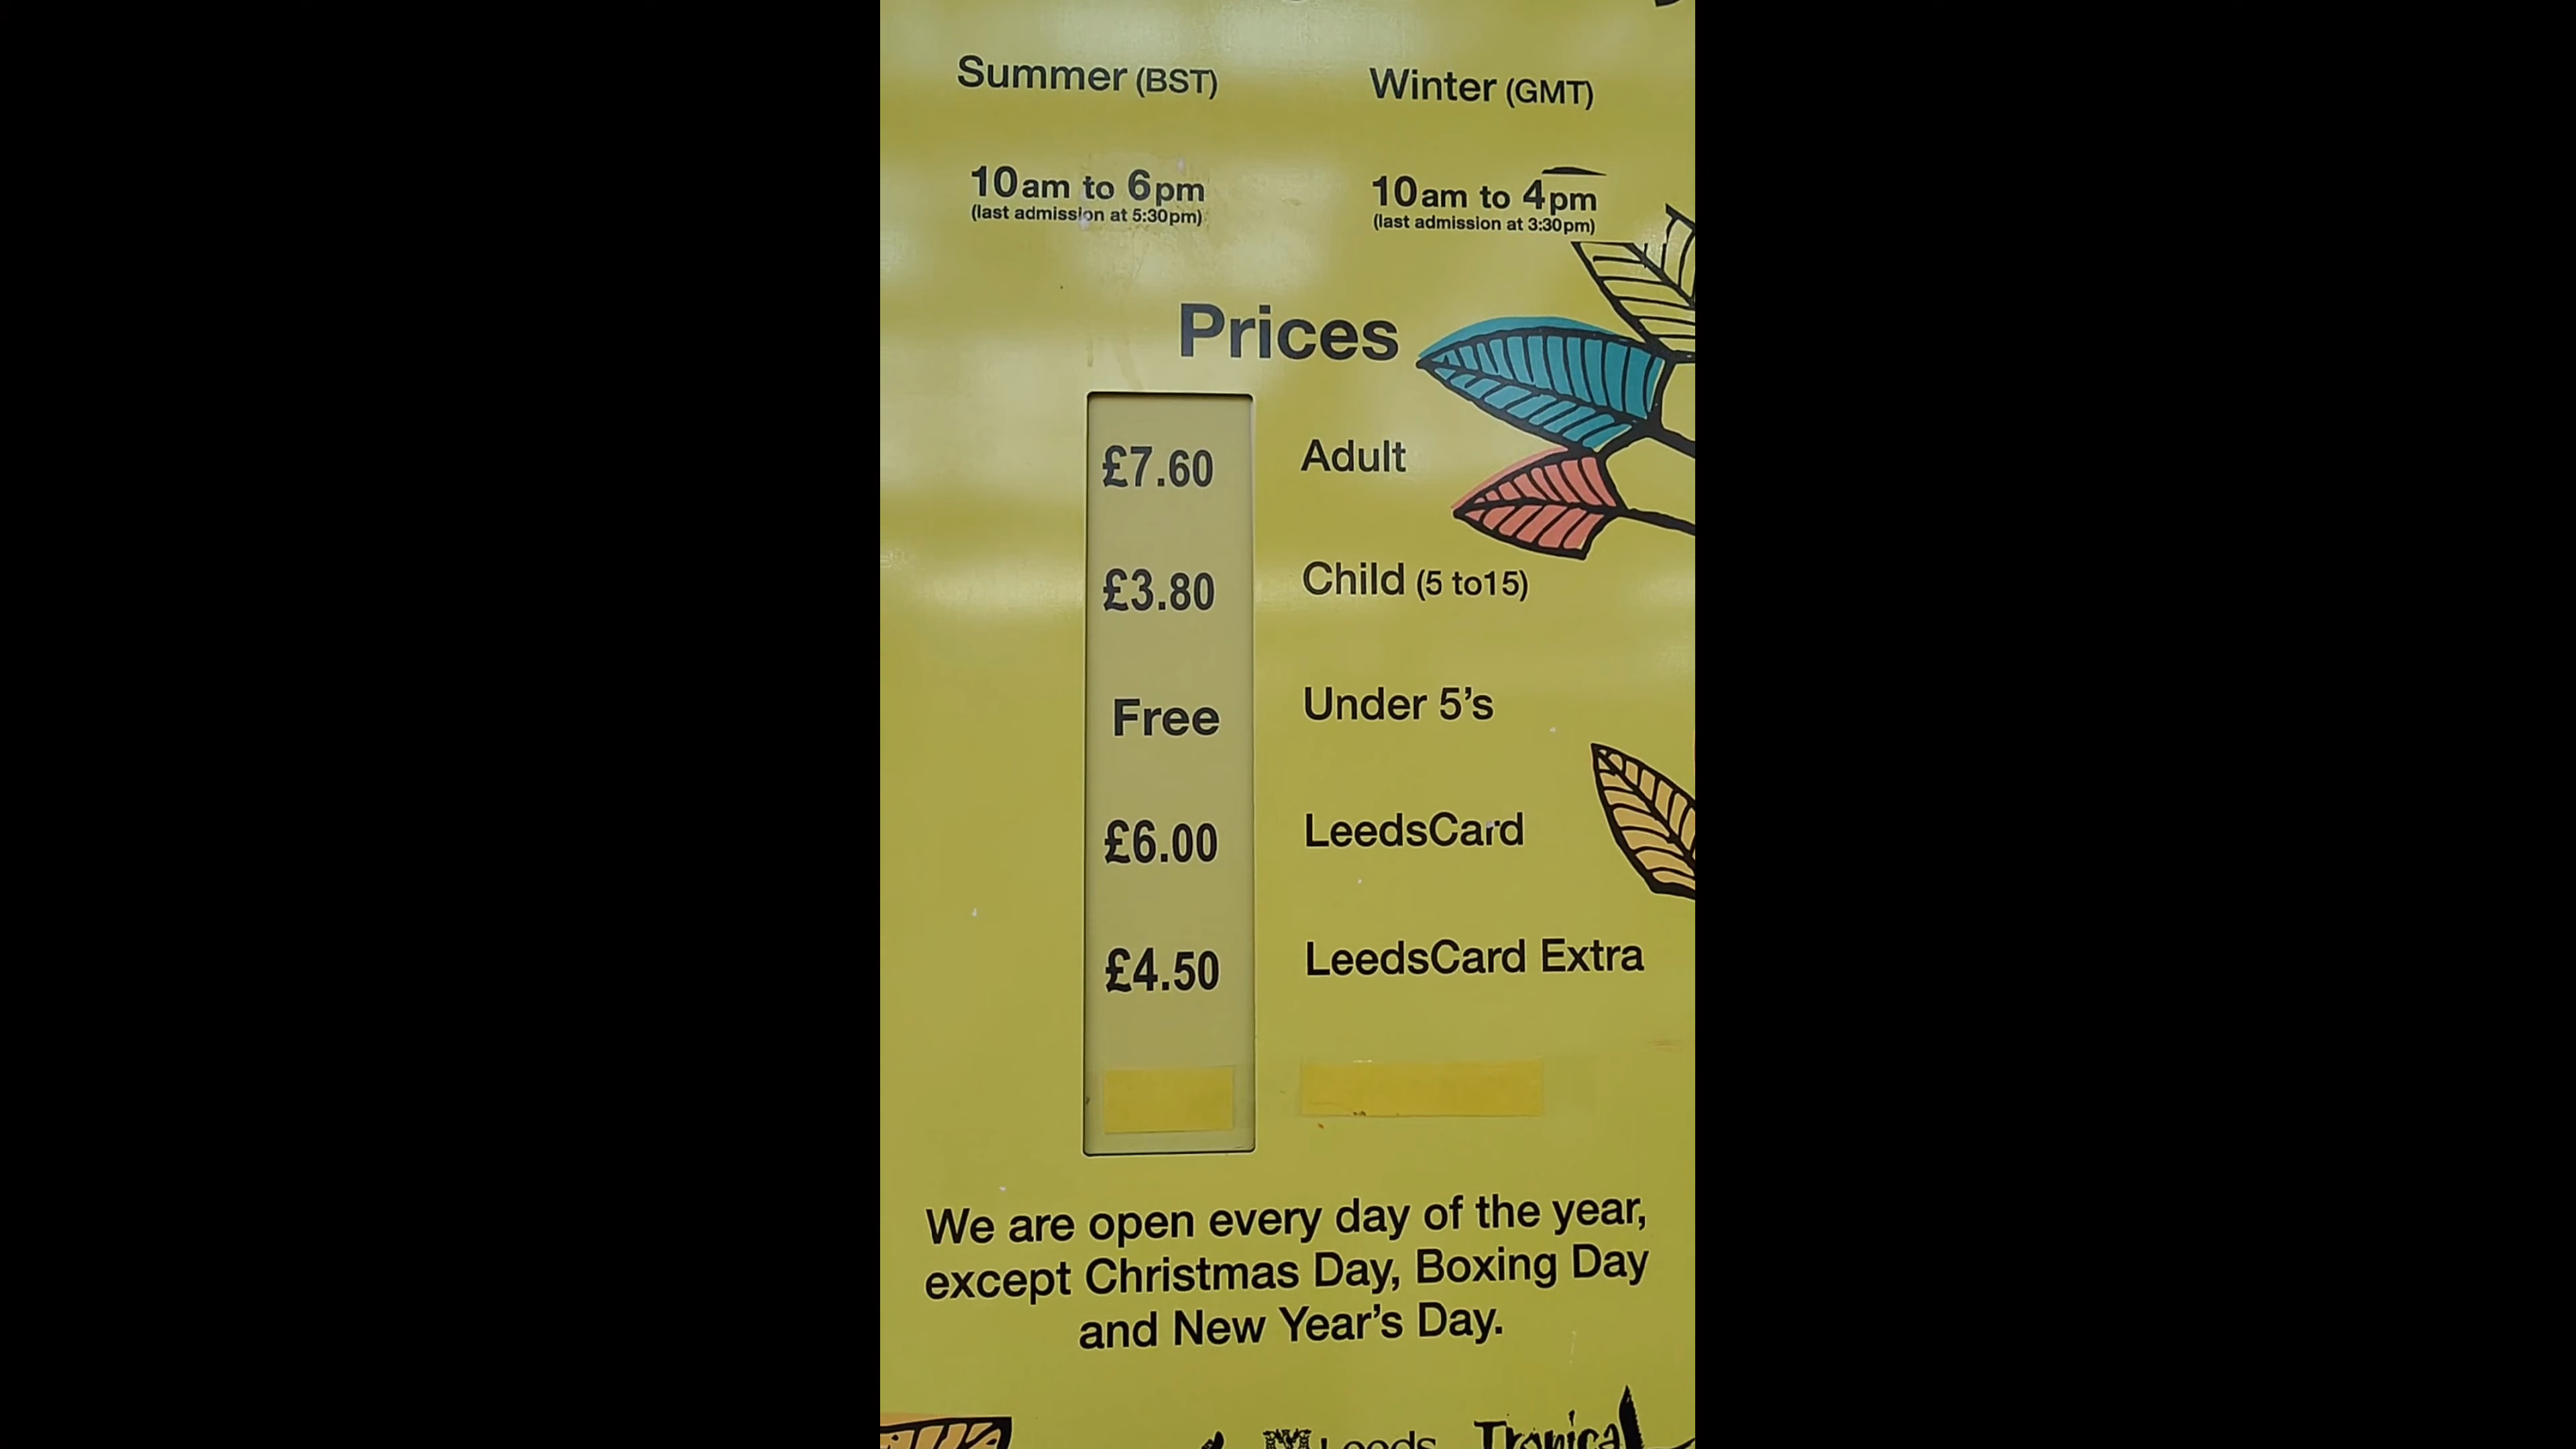 Summer (BST)
Winter (GMT)
10am to 6pm
(last admission at 5:30pm)
10am to 4pm
(last admission at 3:30pm)
Prices
£7.60 Adult
£3.80 Child (5 to15)
Free Under 5's
£6.00 LeedsCard
£4.50 LeedsCard Extra
We are open every day of the year,
except Christmas Day, Boxing Day
and New Year's Day.
Leeds Tropical